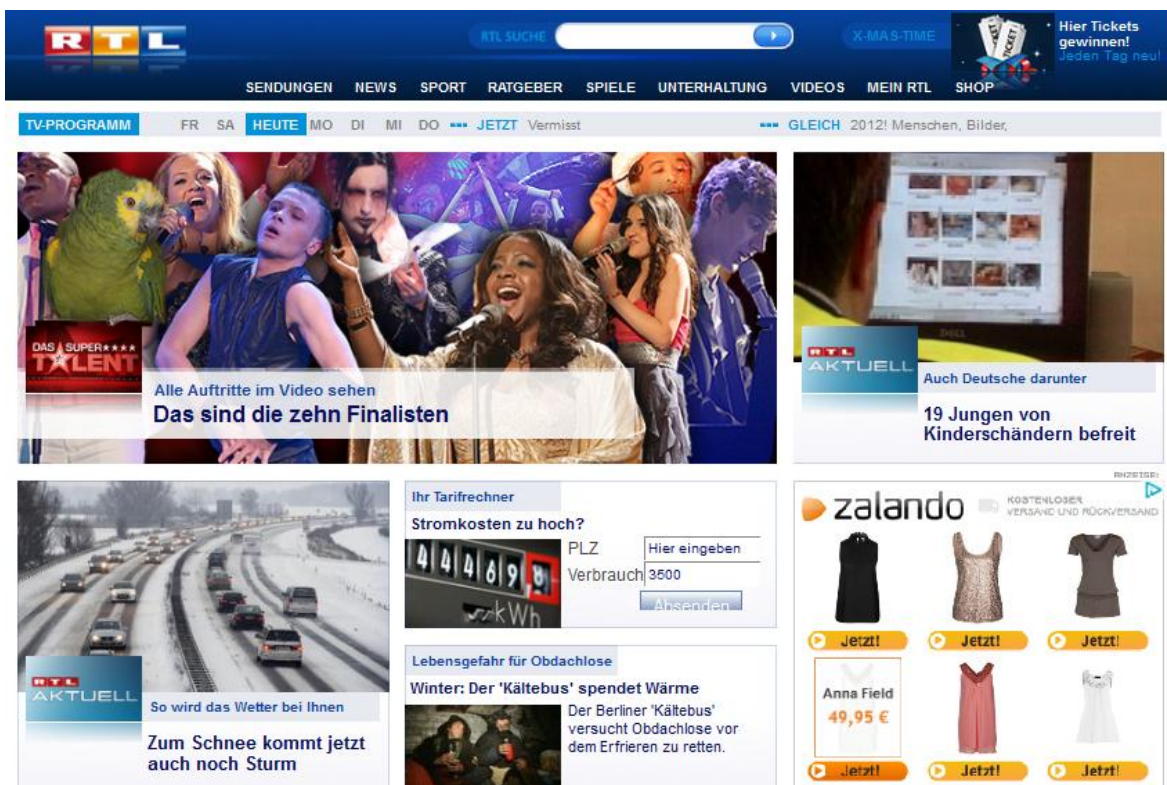 RTL
RTL SUCHE
X-MAS-TIME
TICKET
Hier Tickets
gewinnen!
Jeden Tag neu!
SENDUNGEN NEWS SPORT RATGEBER SPIELE UNTERHALTUNG VIDEOS MEIN RTL SHOP
TV-PROGRAMM FR SA HEUTE MO DI MI DO JETZT Vermisst GLEICH 2012! Menschen, Bilder,
DAS SUPER
TALENT
Alle Auftritte im Video sehen
Das sind die zehn Finalisten
DELL
RTL
AKTUELL
Auch Deutsche darunter
19 Jungen von
Kinderschändern befreit
RTL
AKTUELL
So wird das Wetter bei Ihnen
Zum Schnee kommt jetzt
auch noch Sturm
Ihr Tarifrechner
Stromkosten zu hoch?
kWh
PLZ Hier eingeben
Verbrauch 3500
Absenden
Lebensgefahr für Obdachlose
Winter: Der 'Kältebus' spendet Wärme
Der Berliner 'Kältebus'
versucht Obdachlose vor
dem Erfrieren zu retten.
ANZEIGE:
zalando
KOSTENLOSER
VERSAND UND RÜCKVERSAND
Jetzt! Jetzt! Jetzt!
Anna Field
49,95 €
Jetzt! Jetzt! Jetzt!